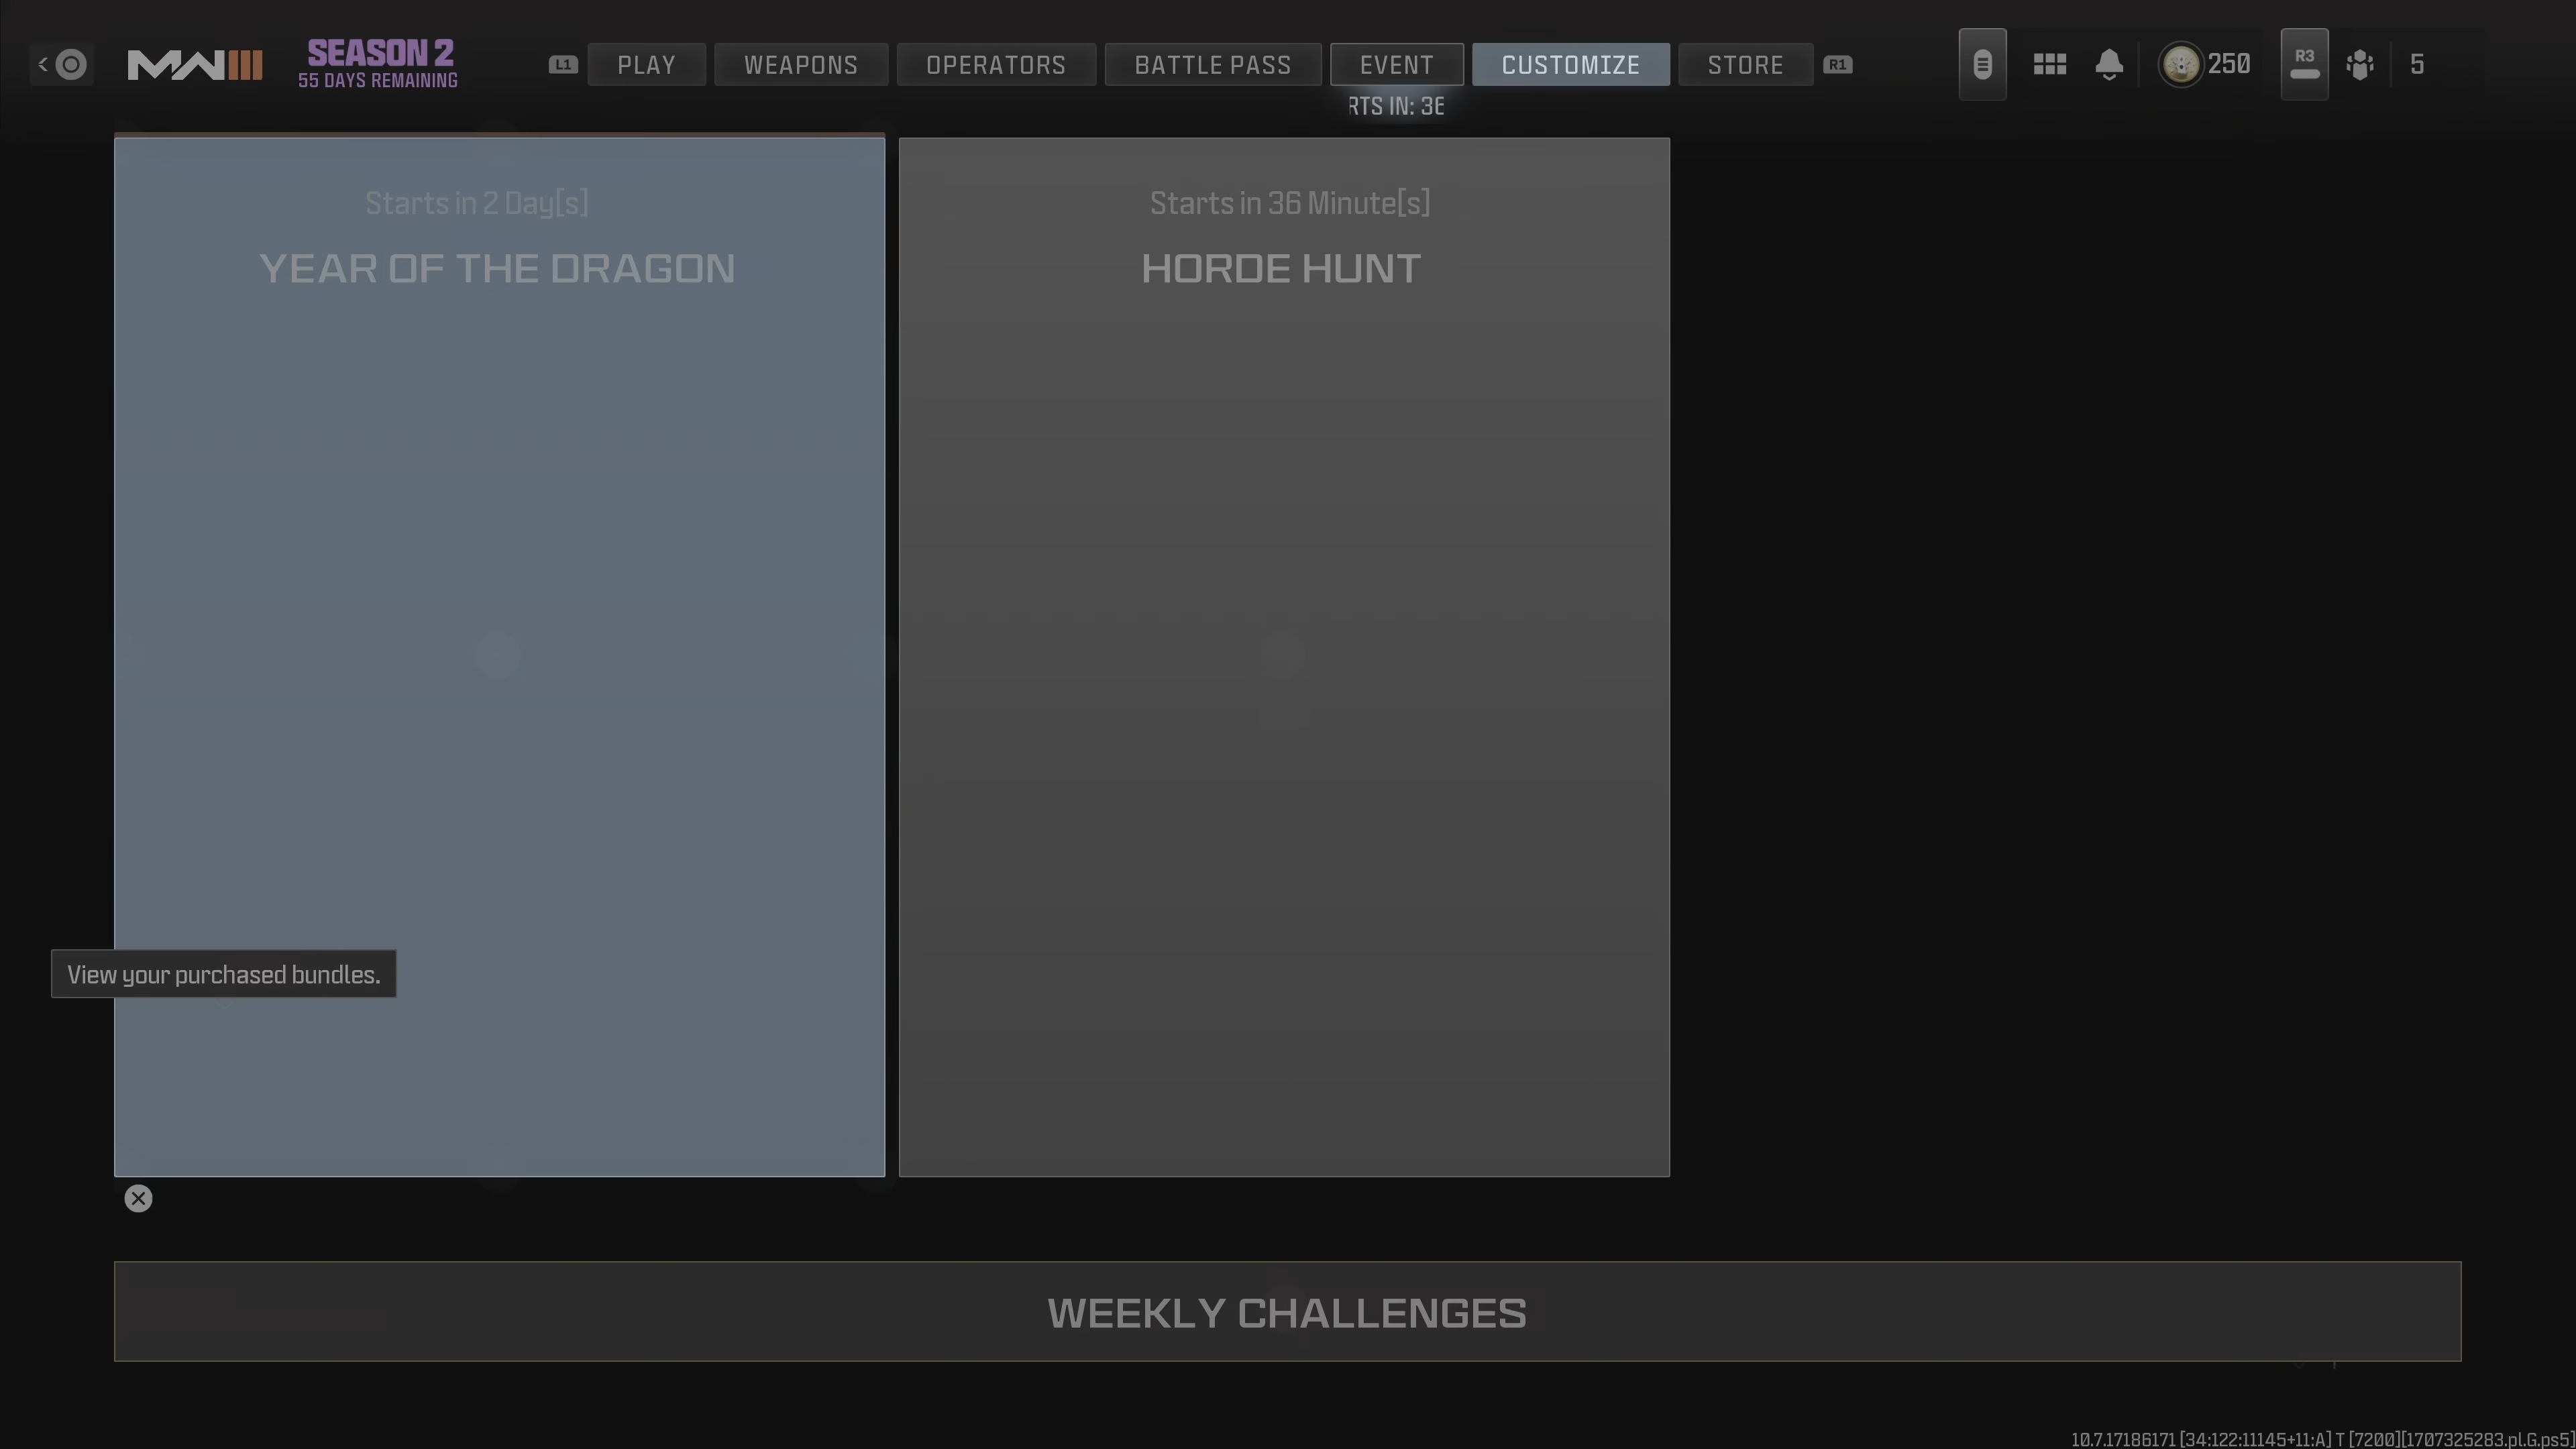 MWIII
SEASON 2
55 DAYS REMAINING
L1
PLAY
WEAPONS
OPERATORS
BATTLE PASS
EVENT
CUSTOMIZE
STORE
R1
250
R3
5
RTS IN: 3E
Starts in 2 Day[s]
YEAR OF THE DRAGON
Starts in 36 Minute[s]
HORDE HUNT
View your purchased bundles.
WEEKLY CHALLENGES
10.7.17186171 [34:122:11145+11:A] T [7200][1707325283.pl.G.ps5]